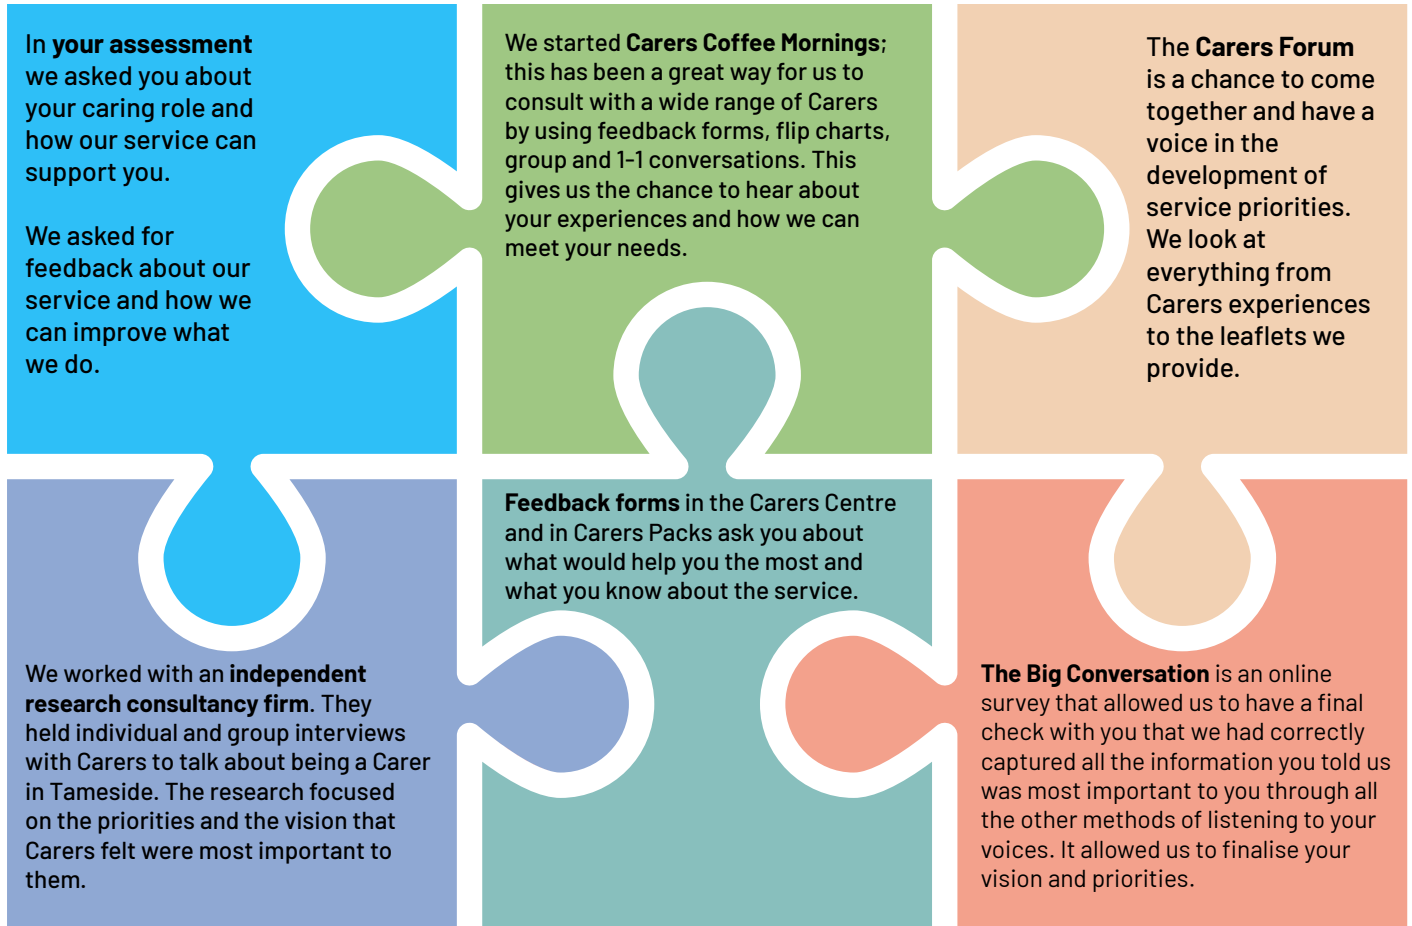 In your assessment
we asked you about
your caring role and
how our service can
support you.
We asked for
feedback about our
service and how we
can improve what
we do.
We started Carers Coffee Mornings;
this has been a great way for us to
consult with a wide range of Carers
by using feedback forms, flip charts,
group and 1-1 conversations. This
gives us the chance to hear about
your experiences and how we can
meet your needs.
The Carers Forum
is a chance to come
together and have a
voice in the
development of
service priorities.
We look at
everything from
Carers experiences
to the leaflets we
provide.
We worked with an independent
research consultancy firm. They
held individual and group interviews
with Carers to talk about being a Carer
in Tameside. The research focused
on the priorities and the vision that
Carers felt were most important to
them.
Feedback forms in the Carers Centre
and in Carers Packs ask you about
what would help you the most and
what you know about the service.
The Big Conversation is an online
survey that allowed us to have a final
check with you that we had correctly
captured all the information you told us
was most important to you through all
the other methods of listening to your
voices. It allowed us to finalise your
vision and priorities.